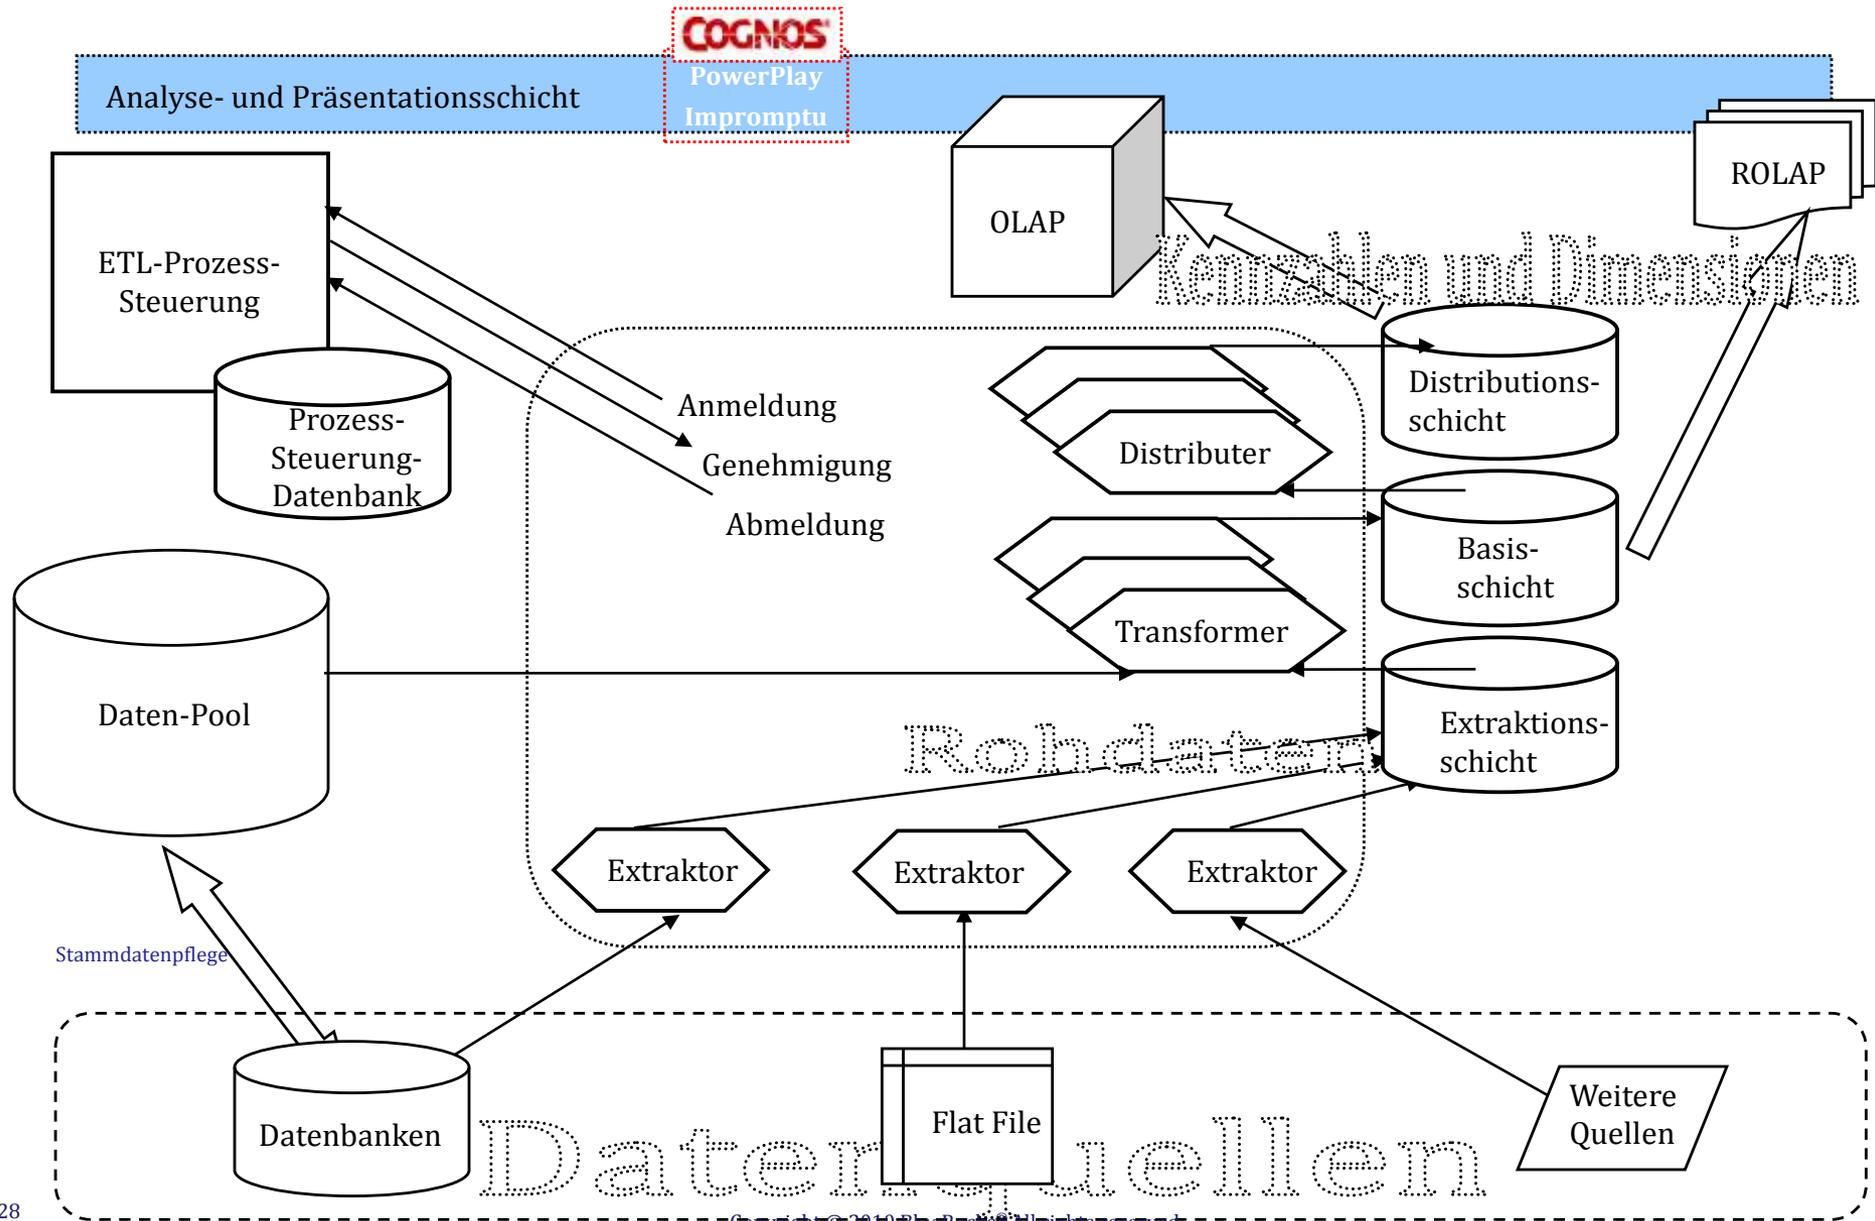 COGNOS
PowerPlay
Impromptu
Analyse- und Präsentationsschicht
ROLAP
OLAP
Kennzahlen und Dimensionen
ETL-Prozess-
Steuerung
Prozess-
Steuerung-
Datenbank
Anmeldung
Genehmigung
Abmeldung
Distributer
Distributions-
schicht
Basis-
schicht
Transformer
Daten-Pool
Extraktions-
schicht
Rohdaten
Extraktor
Extraktor
Extraktor
Stammdatenpflege
Datenbanken
Flat File
Weitere
Quellen
Datenquellen
28